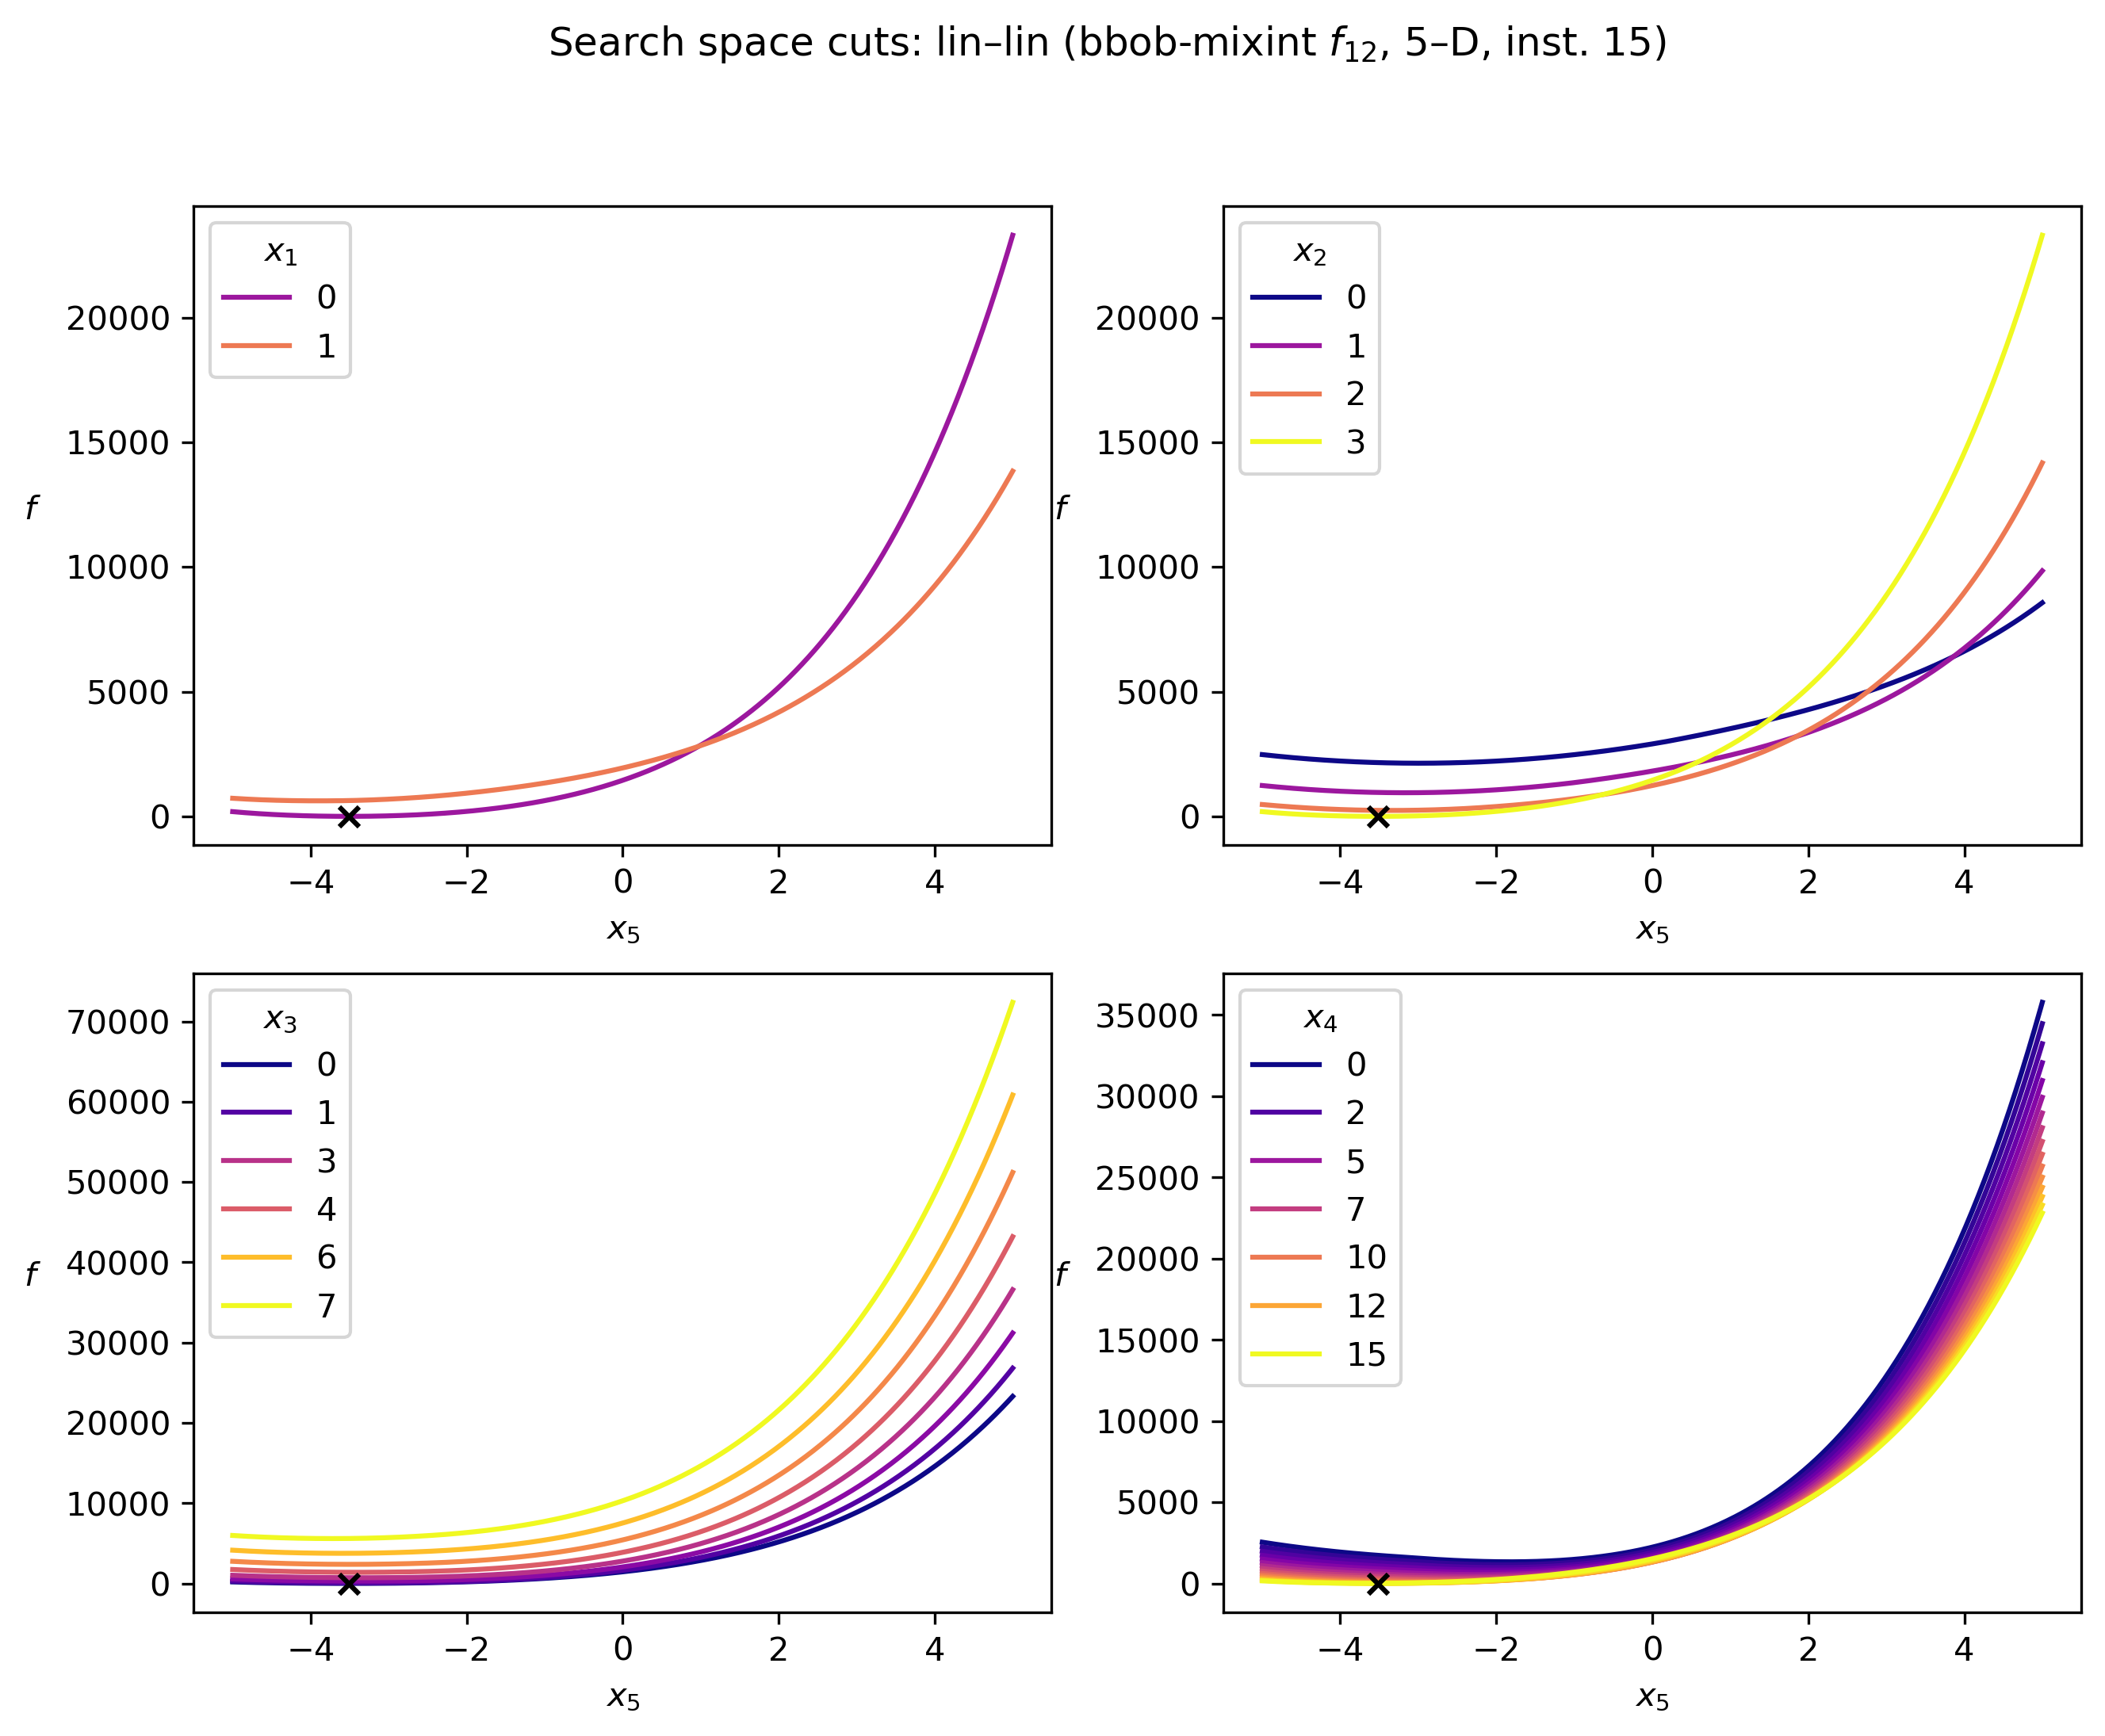 Search space cuts: lin–lin (bbob-mixint f12, 5–D, inst. 15)
x1
0
1
20000
15000
10000
5000
0
f
−4 −2 0 2 4
x5
x2
0
1
2
3
20000
15000
10000
5000
0
f
−4 −2 0 2 4
x5
x3
0
1
3
4
6
7
70000
60000
50000
40000
30000
20000
10000
0
f
−4 −2 0 2 4
x5
x4
0
2
5
7
10
12
15
35000
30000
25000
20000
15000
10000
5000
0
f
−4 −2 0 2 4
x5